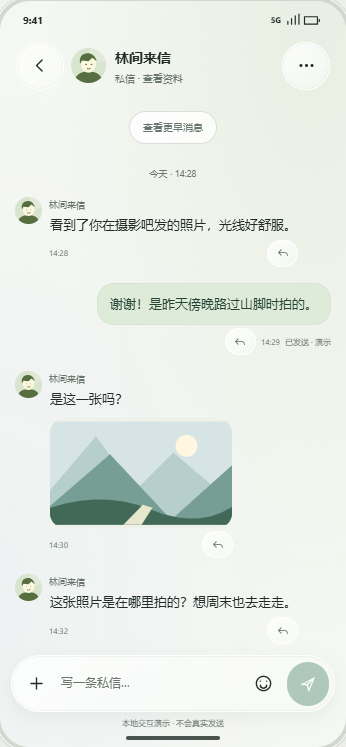 9:41
5G
林间来信
私信 · 查看资料
查看更早消息
今天 · 14:28
林间来信
看到了你在摄影吧发的照片，光线好舒服。
14:28
谢谢！是昨天傍晚路过山脚时拍的。
14:29 已发送 · 演示
林间来信
是这一张吗？
14:30
林间来信
这张照片是在哪里拍的？想周末也去走走。
14:32
写一条私信...
本地交互演示 · 不会真实发送